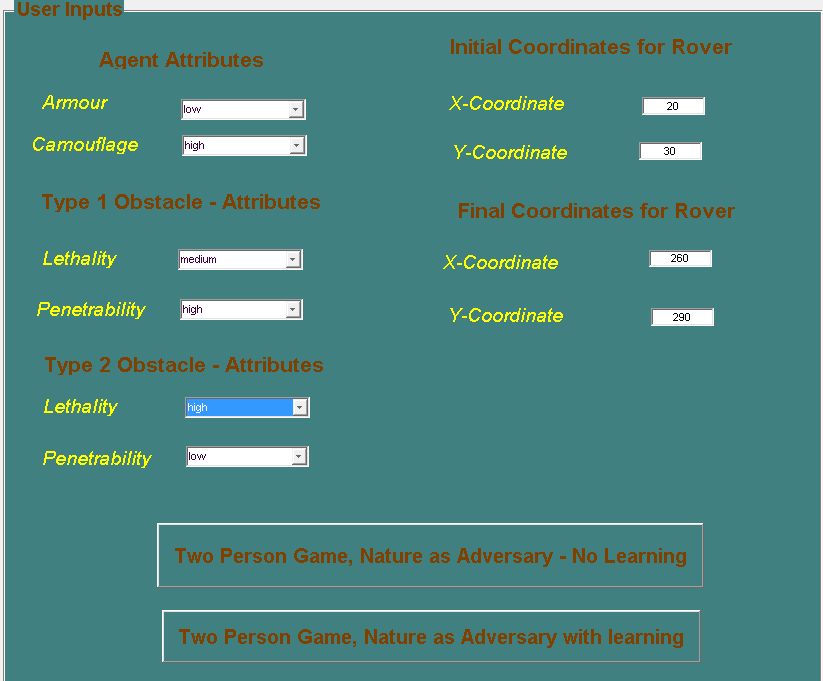 User Inputs
Agent Attributes
Armour low
Camouflage high
Type 1 Obstacle - Attributes
Lethality medium
Penetrability high
Type 2 Obstacle - Attributes
Lethality high
Penetrability low
Initial Coordinates for Rover
X-Coordinate 20
Y-Coordinate 30
Final Coordinates for Rover
X-Coordinate 260
Y-Coordinate 290
Two Person Game, Nature as Adversary - No Learning
Two Person Game, Nature as Adversary with learning